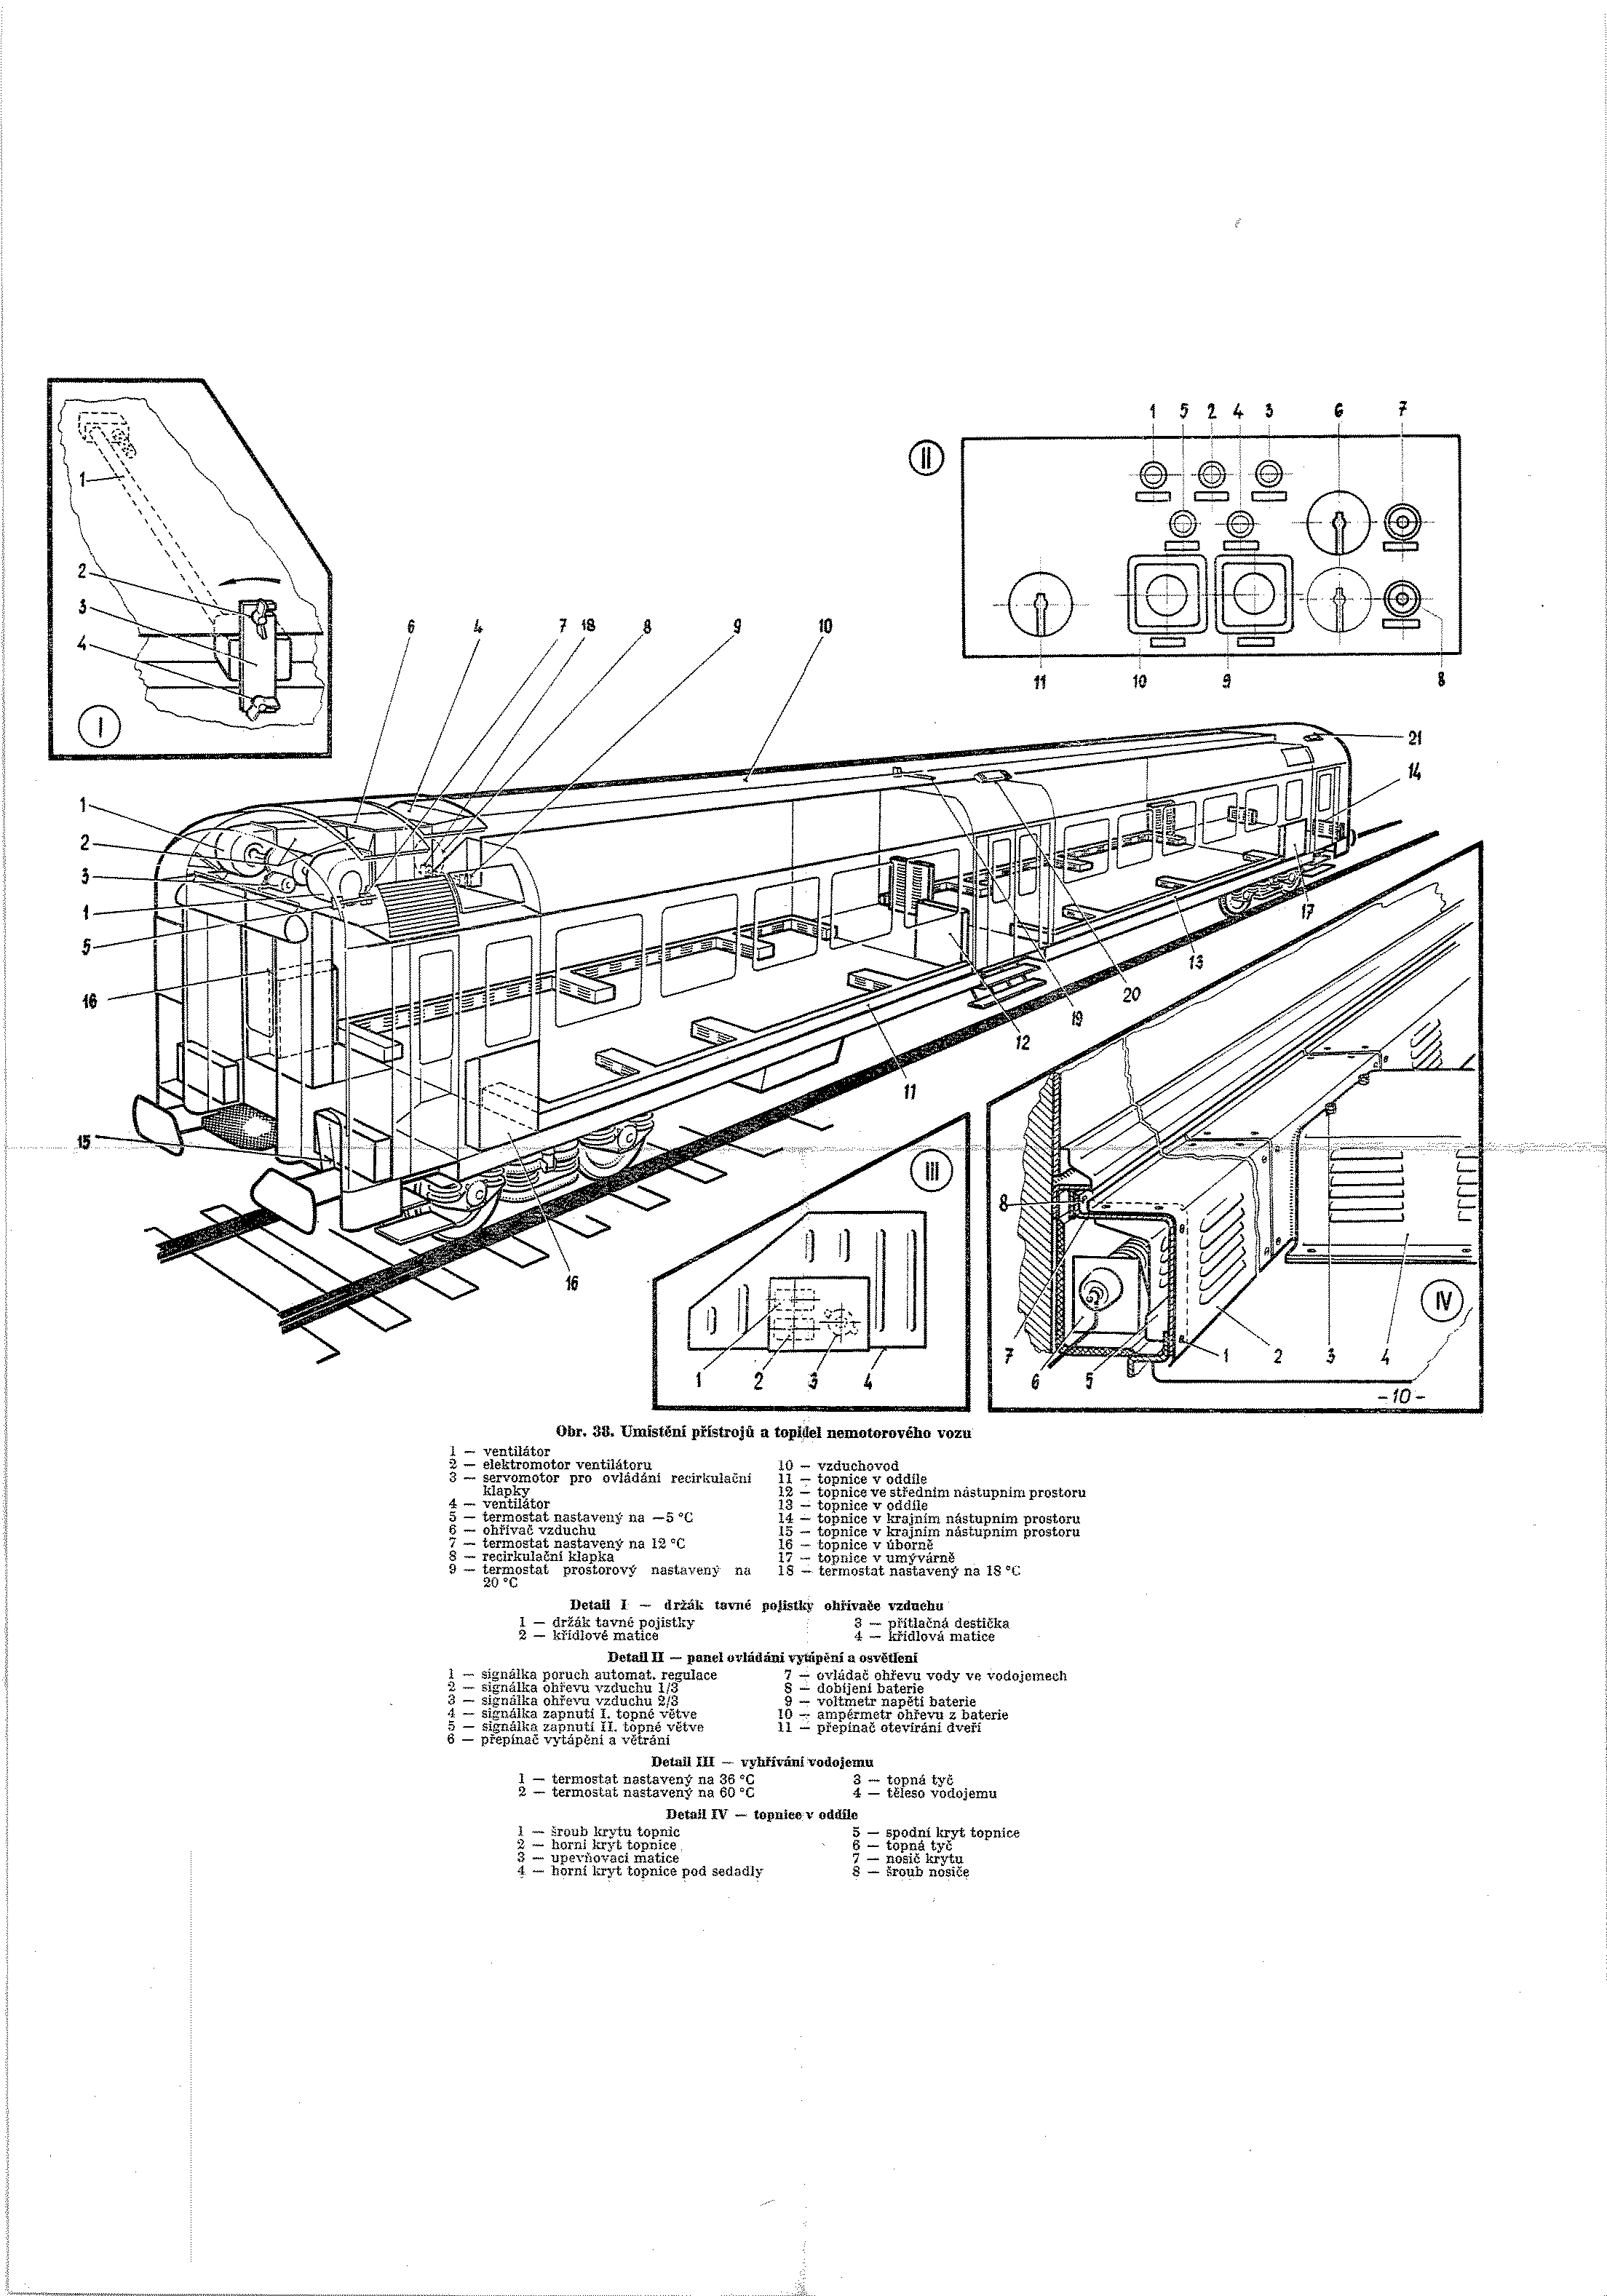 1 5 2 4 3 6 7
II
1
2
3
4
I
11 10 9 8
6 4 7 18 8 9 10
21
14
1
2
3
1
5
16
17
13
20
19
12
11
15
16
III
8
IV
1 2 3 4
7 1 2 3 4
6 5
-10-
Obr. 38. Umístění přístrojů a topidel nemotorového vozu
1 — ventilátor
2 — elektromotor ventilátoru
3 — servomotor pro ovládání recirkulační
klapky
4 — ventilátor
5 — termostat nastavený na —5 °C
6 — ohřívač vzduchu
7 — termostat nastavený na 12 °C
8 — recirkulační klapka
9 — termostat prostorový nastavený na
20 °C
10 — vzduchovod
11 — topnice v oddíle
12 — topnice ve středním nástupním prostoru
13 — topnice v oddíle
14 — topnice v krajním nástupním prostoru
15 — topnice v krajním nástupním prostoru
16 — topnice v úborně
17 — topnice v umývárně
18 — termostat nastavený na 18 °C
Detail I — držák tavné pojistky ohřívače vzduchu
1 — držák tavné pojistky
2 — křídlové matice
3 — přítlačná destička
4 — křídlová matice
Detail II — panel ovládání vytápění a osvětlení
1 — signálka poruch automat. regulace
2 — signálka ohřevu vzduchu 1/3
3 — signálka ohřevu vzduchu 2/3
4 — signálka zapnutí I. topné větve
5 — signálka zapnutí II. topné větve
6 — přepínač vytápění a větrání
7 — ovládač ohřevu vody ve vodojemech
8 — dobíjení baterie
9 — voltmetr napětí baterie
10 — ampérmetr ohřevu z baterie
11 — přepínač otevírání dveří
Detail III — vyhřívání vodojemu
1 — termostat nastavený na 36 °C
2 — termostat nastavený na 60 °C
3 — topná tyč
4 — těleso vodojemu
Detail IV — topnice v oddíle
1 — šroub krytu topnic
2 — horní kryt topnice
3 — upevňovací matice
4 — horní kryt topnice pod sedadly
5 — spodní kryt topnice
6 — topná tyč
7 — nosič krytu
8 — šroub nosiče